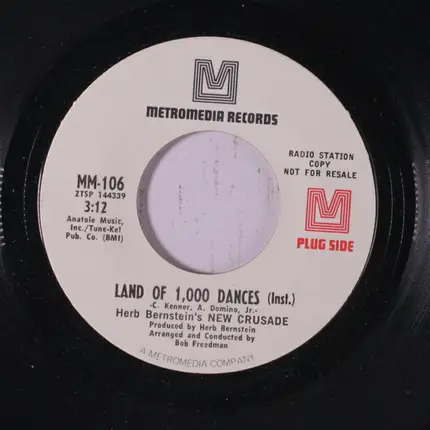 METROMEDIA RECORDS
RADIO STATION
COPY
NOT FOR RESALE
MM-106
ZTSP 144339
3:12
Anatole Music,
Inc./Tune-Kel
Pub. Co. (BMI)
PLUG SIDE
LAND OF 1,000 DANCES (Inst.)
-C. Kenner, A. Domino, Jr.-
Herb Bernstein's NEW CRUSADE
Produced by Herb Bernstein
Arranged and Conducted by
Bob Freedman
A METROMEDIA COMPANY